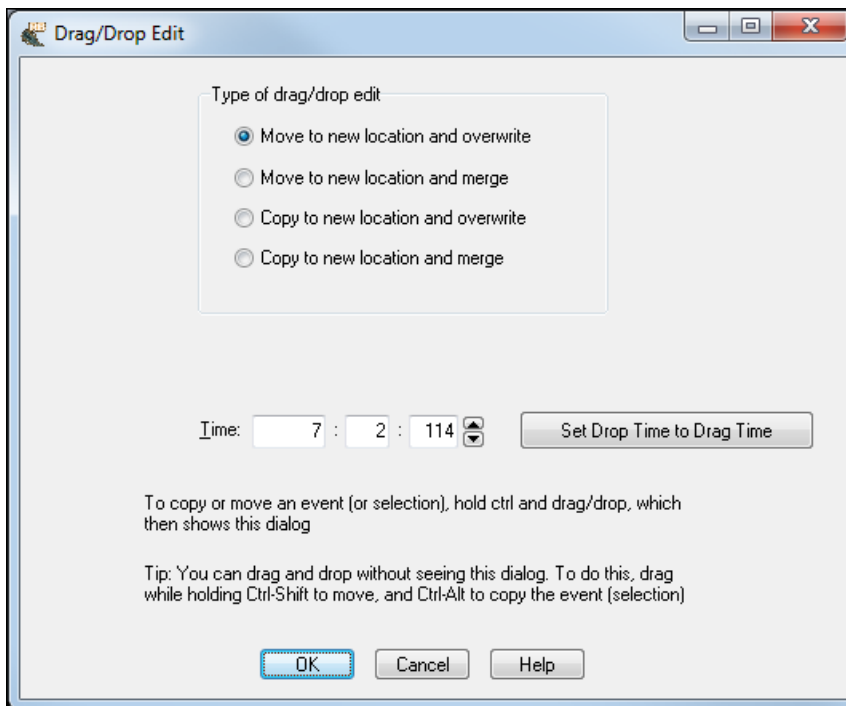 Drag/Drop Edit
Type of drag/drop edit
Move to new location and overwrite
Move to new location and merge
Copy to new location and overwrite
Copy to new location and merge
Time: 7 : 2 : 114 Set Drop Time to Drag Time
To copy or move an event (or selection), hold ctrl and drag/drop, which
then shows this dialog
Tip: You can drag and drop without seeing this dialog. To do this, drag
while holding Ctrl-Shift to move, and Ctrl-Alt to copy the event (selection)
OK Cancel Help